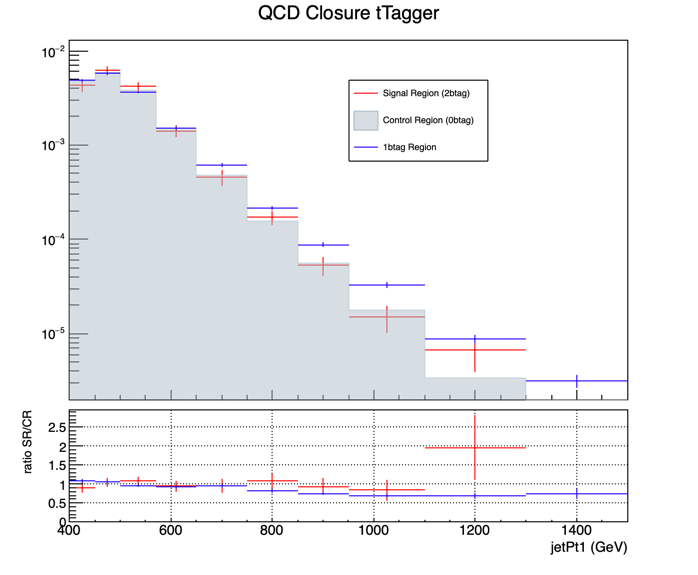 QCD Closure tTagger
10−2
10−3
10−4
10−5
Signal Region (2btag)
Control Region (0btag)
1btag Region
ratio SR/CR
2.5
2
1.5
1
0.5
0
400 600 800 1000 1200 1400
jetPt1 (GeV)